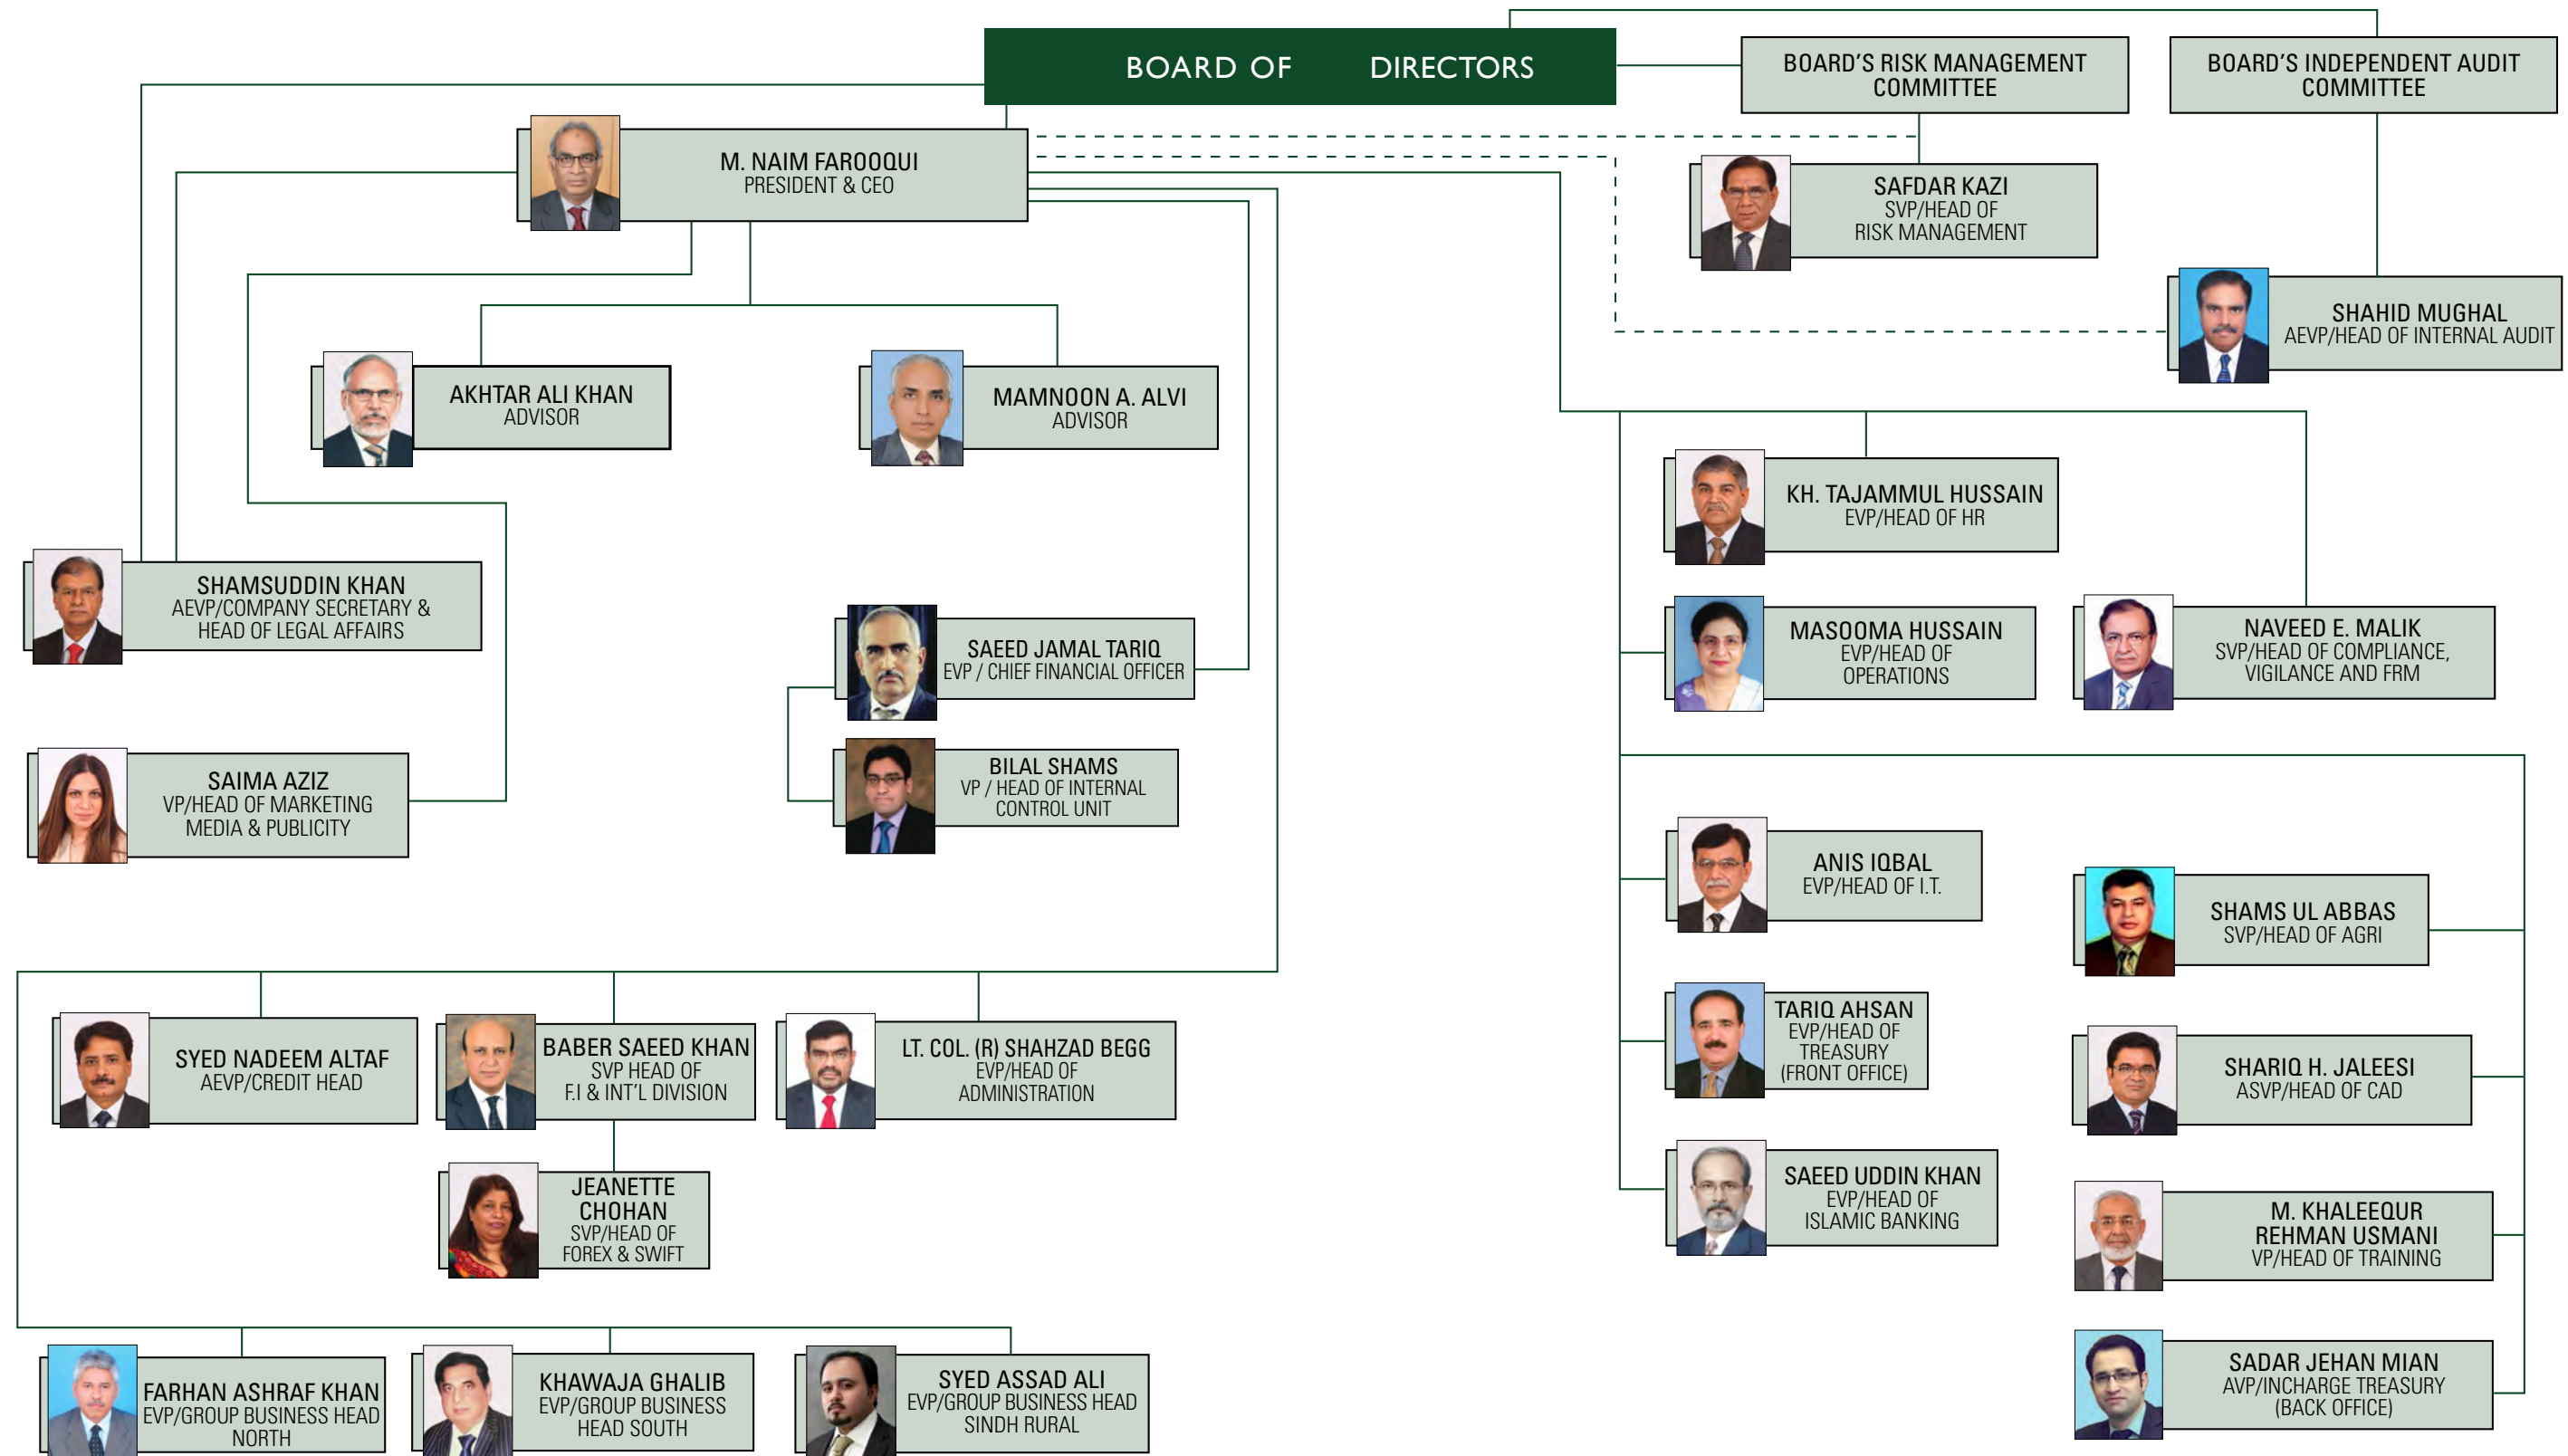 BOARD OF DIRECTORS
BOARD'S RISK MANAGEMENT
COMMITTEE
BOARD'S INDEPENDENT AUDIT
COMMITTEE
M. NAIM FAROOQUI
PRESIDENT & CEO
SAFDAR KAZI
SVP/HEAD OF
RISK MANAGEMENT
SHAHID MUGHAL
AEVP/HEAD OF INTERNAL AUDIT
AKHTAR ALI KHAN
ADVISOR
MAMNOON A. ALVI
ADVISOR
KH. TAJAMMUL HUSSAIN
EVP/HEAD OF HR
SHAMSUDDIN KHAN
AEVP/COMPANY SECRETARY &
HEAD OF LEGAL AFFAIRS
SAEED JAMAL TARIQ
EVP / CHIEF FINANCIAL OFFICER
MASOOMA HUSSAIN
EVP/HEAD OF
OPERATIONS
NAVEED E. MALIK
SVP/HEAD OF COMPLIANCE,
VIGILANCE AND FRM
SAIMA AZIZ
VP/HEAD OF MARKETING
MEDIA & PUBLICITY
BILAL SHAMS
VP / HEAD OF INTERNAL
CONTROL UNIT
ANIS IQBAL
EVP/HEAD OF I.T.
SHAMS UL ABBAS
SVP/HEAD OF AGRI
SYED NADEEM ALTAF
AEVP/CREDIT HEAD
BABER SAEED KHAN
SVP HEAD OF
F.I & INT'L DIVISION
LT. COL. (R) SHAHZAD BEGG
EVP/HEAD OF
ADMINISTRATION
TARIQ AHSAN
EVP/HEAD OF
TREASURY
(FRONT OFFICE)
SHARIQ H. JALEESI
ASVP/HEAD OF CAD
JEANETTE
CHOHAN
SVP/HEAD OF
FOREX & SWIFT
SAEED UDDIN KHAN
EVP/HEAD OF
ISLAMIC BANKING
M. KHALEEQUR
REHMAN USMANI
VP/HEAD OF TRAINING
FARHAN ASHRAF KHAN
EVP/GROUP BUSINESS HEAD
NORTH
KHAWAJA GHALIB
EVP/GROUP BUSINESS
HEAD SOUTH
SYED ASSAD ALI
EVP/GROUP BUSINESS HEAD
SINDH RURAL
SADAR JEHAN MIAN
AVP/INCHARGE TREASURY
(BACK OFFICE)